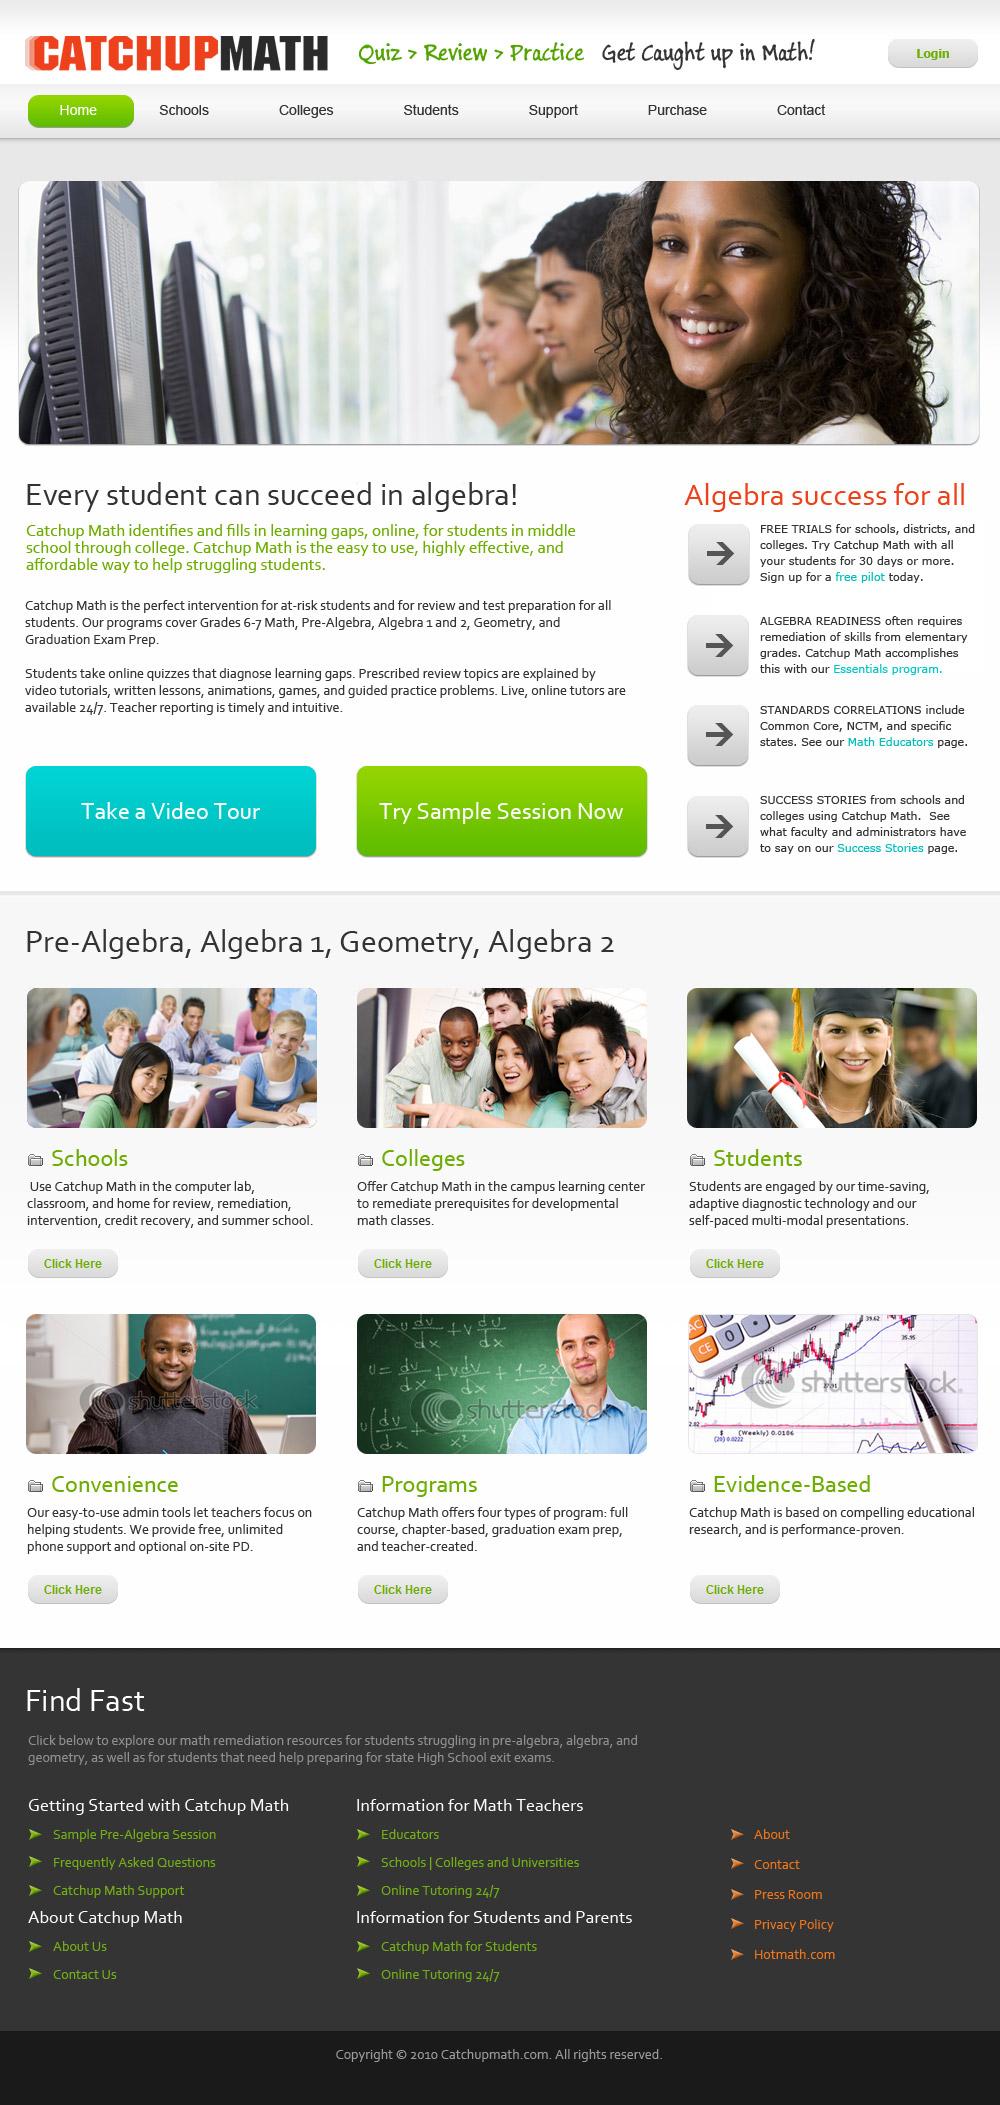 CATCHUPMATH
Quiz > Review > Practice Get Caught up in Math!
Login
Home Schools Colleges Students Support Purchase Contact
Every student can succeed in algebra!
Catchup Math identifies and fills in learning gaps, online, for students in middle
school through college. Catchup Math is the easy to use, highly effective, and
affordable way to help struggling students.
Catchup Math is the perfect intervention for at-risk students and for review and test preparation for all
students. Our programs cover Grades 6-7 Math, Pre-Algebra, Algebra 1 and 2, Geometry, and
Graduation Exam Prep.
Students take online quizzes that diagnose learning gaps. Prescribed review topics are explained by
video tutorials, written lessons, animations, games, and guided practice problems. Live, online tutors are
available 24/7. Teacher reporting is timely and intuitive.
Take a Video Tour
Try Sample Session Now
Algebra success for all
FREE TRIALS for schools, districts, and
colleges. Try Catchup Math with all
your students for 30 days or more.
Sign up for a free pilot today.
ALGEBRA READINESS often requires
remediation of skills from elementary
grades. Catchup Math accomplishes
this with our Essentials program.
STANDARDS CORRELATIONS include
Common Core, NCTM, and specific
states. See our Math Educators page.
SUCCESS STORIES from schools and
colleges using Catchup Math. See
what faculty and administrators have
to say on our Success Stories page.
Pre-Algebra, Algebra 1, Geometry, Algebra 2
Schools
Use Catchup Math in the computer lab,
classroom, and home for review, remediation,
intervention, credit recovery, and summer school.
Click Here
Colleges
Offer Catchup Math in the campus learning center
to remediate prerequisites for developmental
math classes.
Click Here
Students
Students are engaged by our time-saving,
adaptive diagnostic technology and our
self-paced multi-modal presentations.
Click Here
shutterstock
Convenience
Our easy-to-use admin tools let teachers focus on
helping students. We provide free, unlimited
phone support and optional on-site PD.
Click Here
shutterstock
Programs
Catchup Math offers four types of program: full
course, chapter-based, graduation exam prep,
and teacher-created.
Click Here
AC
CE
0
39.62
35.95
shutterstock
27.91
$ (Weekly) 0.0186
(20) 0.0222
Evidence-Based
Catchup Math is based on compelling educational
research, and is performance-proven.
Click Here
Find Fast
Click below to explore our math remediation resources for students struggling in pre-algebra, algebra, and
geometry, as well as for students that need help preparing for state High School exit exams.
Getting Started with Catchup Math
Sample Pre-Algebra Session
Frequently Asked Questions
Catchup Math Support
About Catchup Math
About Us
Contact Us
Information for Math Teachers
Educators
Schools | Colleges and Universities
Online Tutoring 24/7
Information for Students and Parents
Catchup Math for Students
Online Tutoring 24/7
About
Contact
Press Room
Privacy Policy
Hotmath.com
Copyright © 2010 Catchupmath.com. All rights reserved.